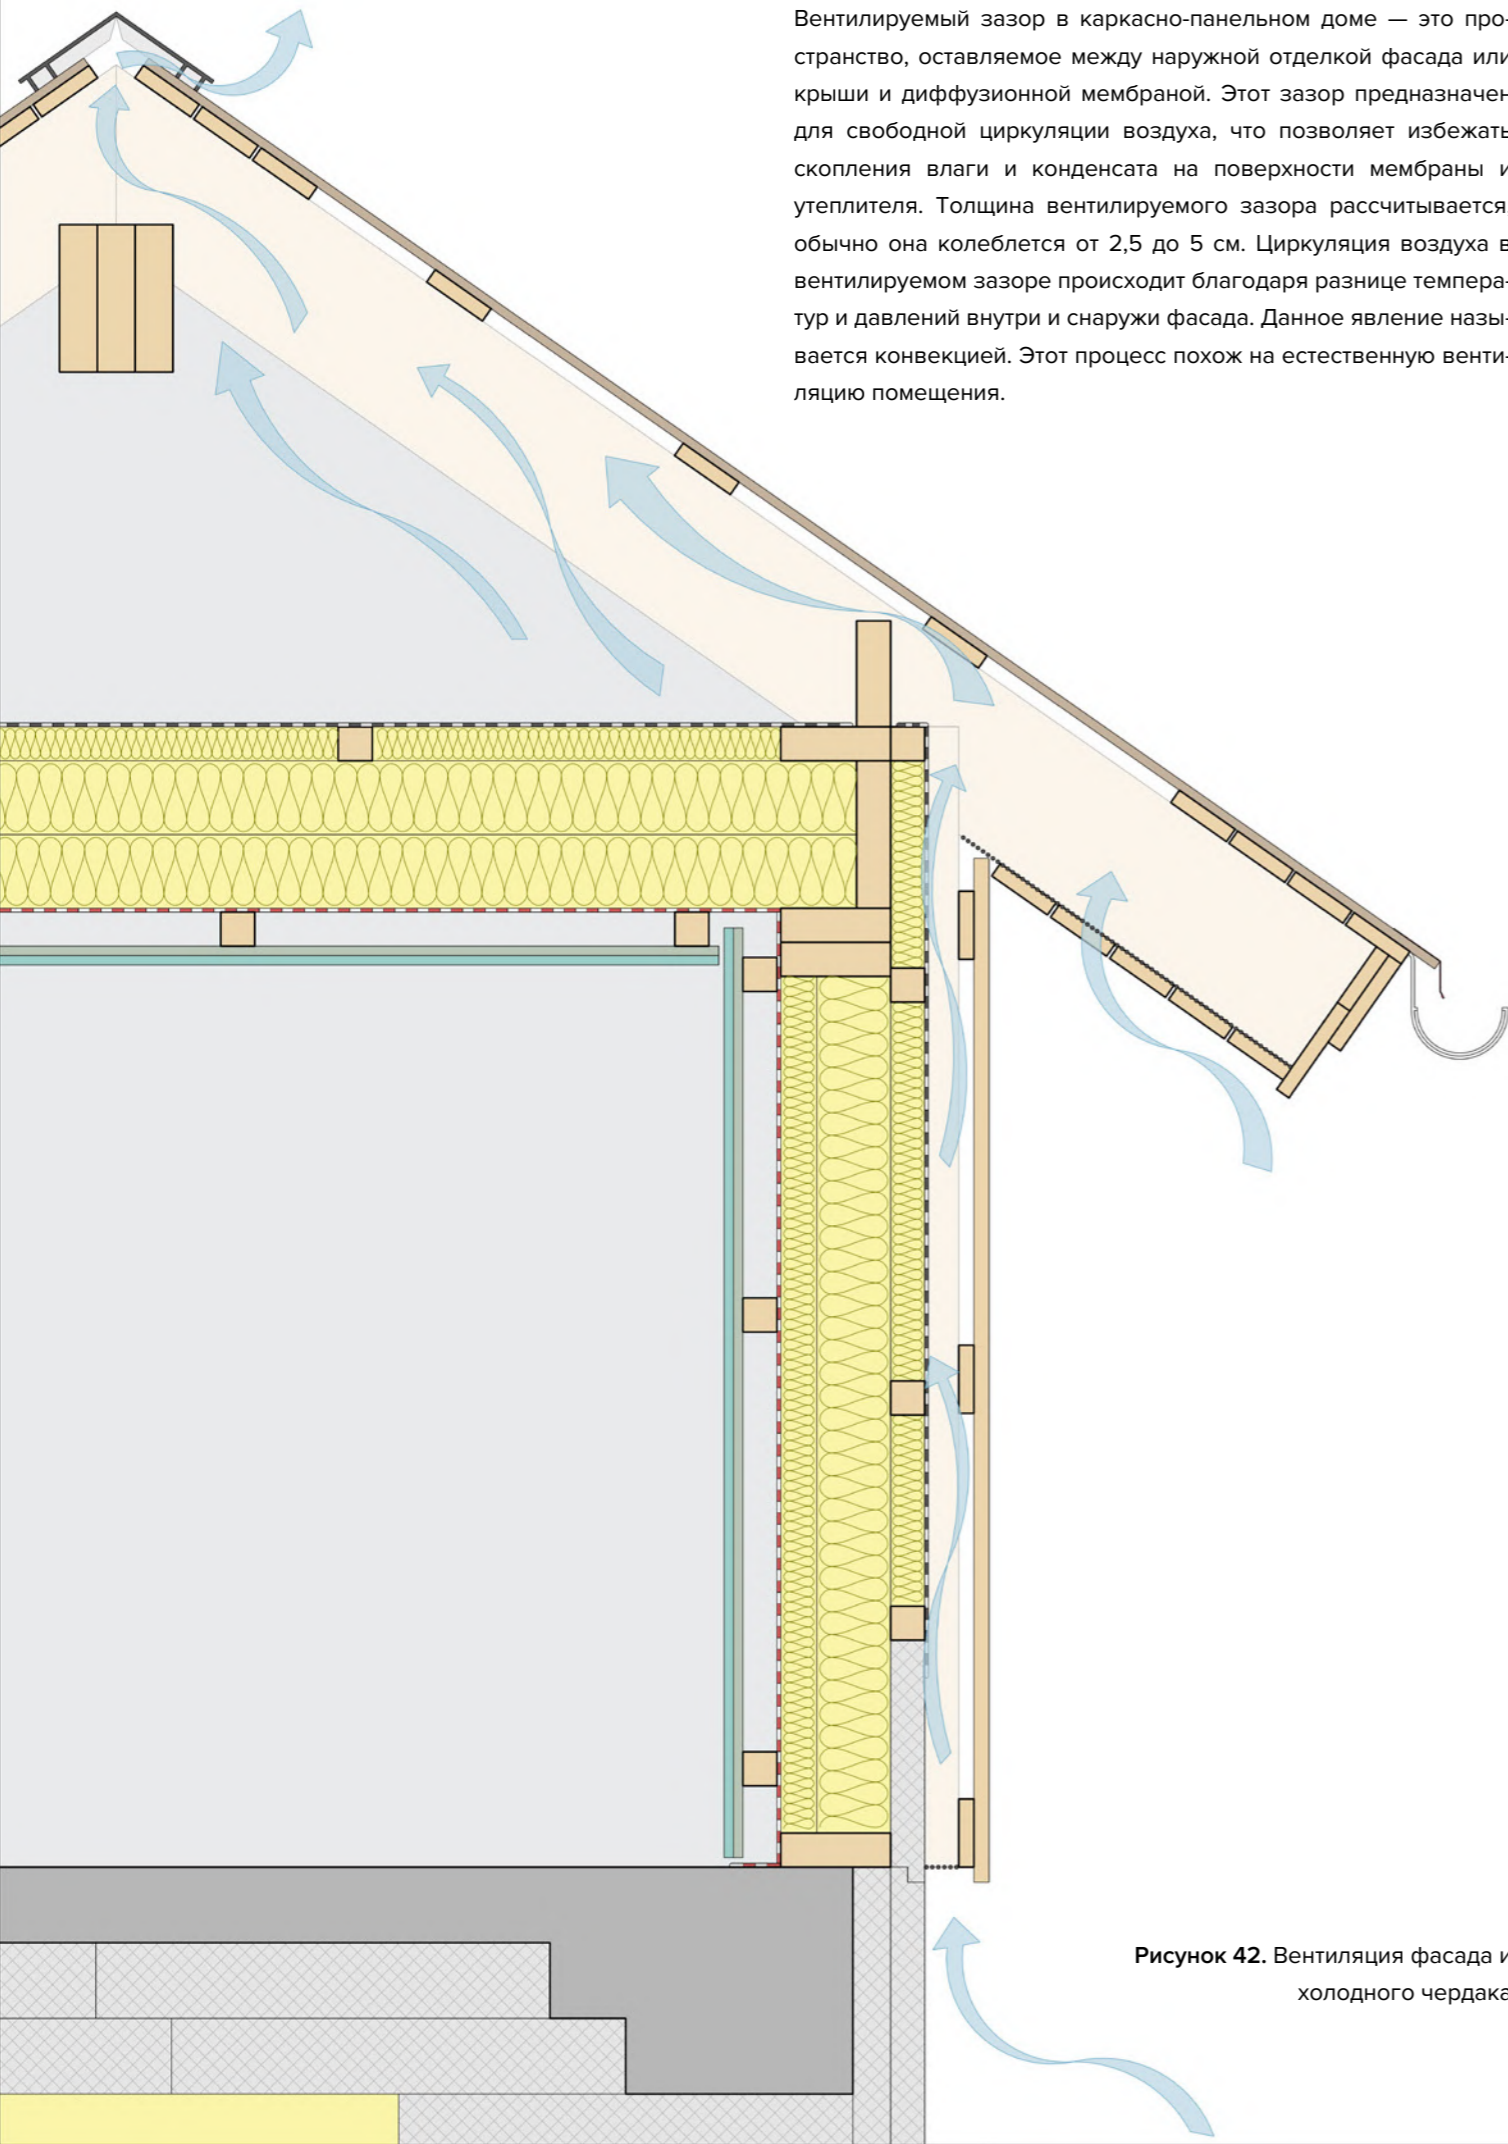 Вентилируемый зазор в каркасно-панельном доме — это про-
странство, оставляемое между наружной отделкой фасада или
крыши и диффузионной мембраной. Этот зазор предназначен
для свободной циркуляции воздуха, что позволяет избежать
скопления влаги и конденсата на поверхности мембраны и
утеплителя. Толщина вентилируемого зазора рассчитывается
обычно она колеблется от 2,5 до 5 см. Циркуляция воздуха в
вентилируемом зазоре происходит благодаря разнице темпера-
тур и давлений внутри и снаружи фасада. Данное явление назы-
вается конвекцией. Этот процесс похож на естественную венти-
ляцию помещения.
Рисунок 42. Вентиляция фасада и
холодного чердака